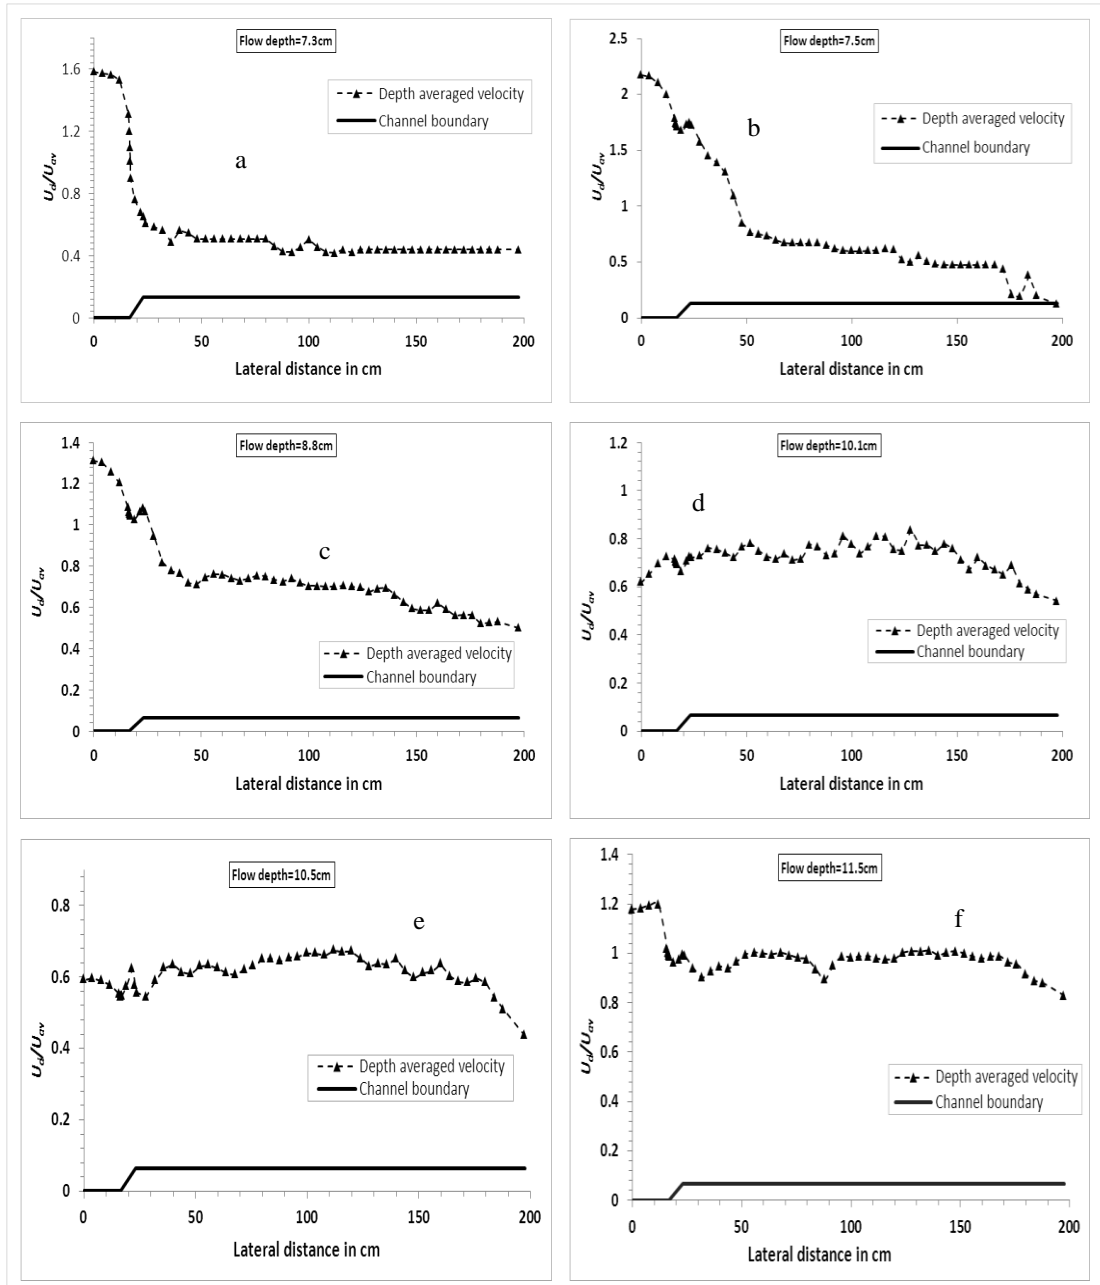 Flow depth=7.3cm
1.6
1.2
0.8
0.4
0
U_d/U_av
Depth averaged velocity
Channel boundary
a
0 50 100 150 200
Lateral distance in cm
Flow depth=7.5cm
2.5
2
1.5
1
0.5
0
U_d/U_av
Depth averaged velocity
Channel boundary
b
0 50 100 150 200
Lateral distance in cm
Flow depth=8.8cm
1.4
1.2
1
0.8
0.6
0.4
0.2
0
U_d/U_av
c
Depth averaged velocity
Channel boundary
0 50 100 150 200
Lateral distance in cm
Flow depth=10.1cm
1.2
1
0.8
0.6
0.4
0.2
0
U_d/U_av
d
Depth averaged velocity
Channel boundary
0 50 100 150 200
Lateral distance in cm
Flow depth=10.5cm
0.8
0.6
0.4
0.2
0
U_d/U_av
e
Depth averaged velocity
Channel boundary
0 50 100 150 200
Lateral distance in cm
Flow depth=11.5cm
1.4
1.2
1
0.8
0.6
0.4
0.2
0
U_d/U_av
f
Depth averaged velocity
Channel boundary
0 50 100 150 200
Lateral distance in cm